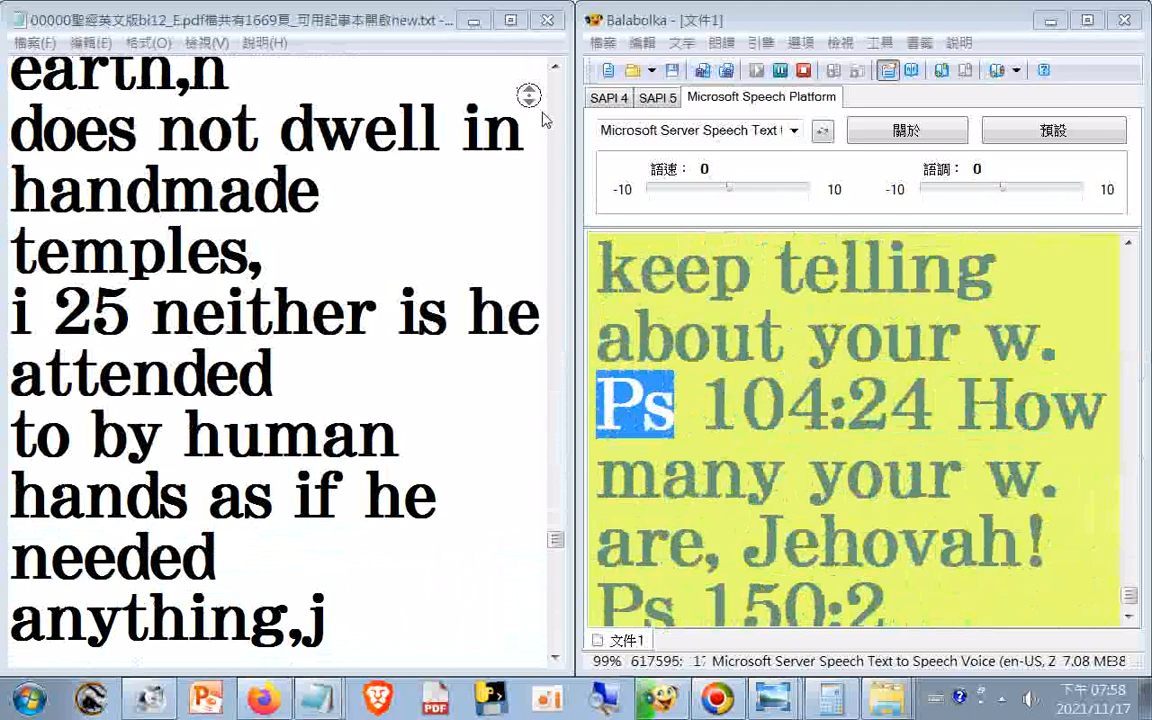 00000聖經英文版bi12_E.pdf檔共有1669頁_可用記事本開啟new.txt -...
檔案(F) 編輯(E) 格式(O) 檢視(V) 說明(H)
earth,n
does not dwell in
handmade
temples,
i 25 neither is he
attended
to by human
hands as if he
needed
anything,j
Balabolka - [文件1]
檔案 編輯 文字 朗讀 引擎 選項 檢視 工具 書籤 說明
SAPI 4 SAPI 5 Microsoft Speech Platform
Microsoft Server Speech Text 關於 預設
語速： 0 語調： 0
-10 10 -10 10
keep telling
about your w.
Ps 104:24 How
many your w.
are, Jehovah!
Ps 150:2
文件1
99% 617595: Microsoft Server Speech Text to Speech Voice (en-US, Z 7.08 MB
PDF
下午 07:58
2021/11/17